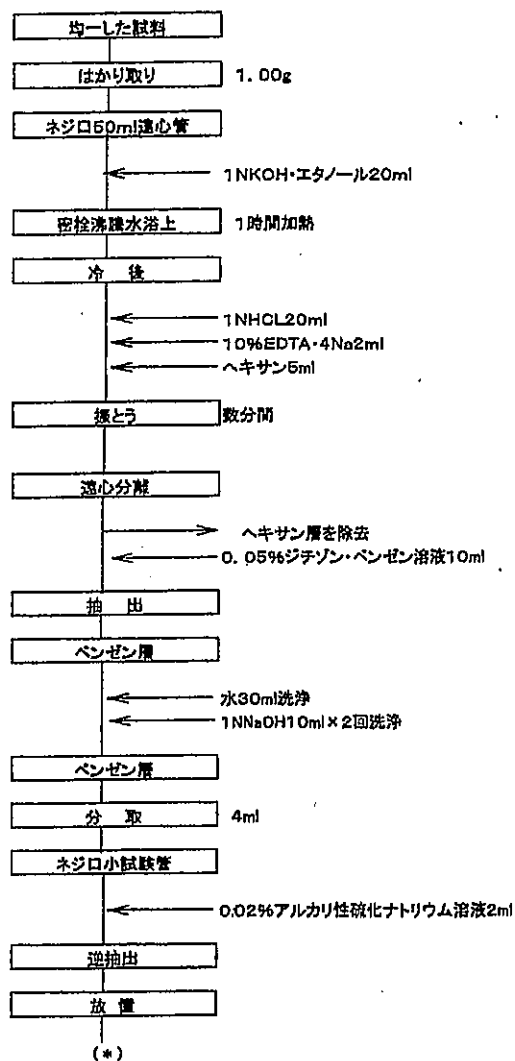 均一した試料
はかり取り 1.00g
ネジ口50ml遠心管
1NKOH・エタノール20ml
密栓沸騰水浴上 1時間加熱
冷 後
1NHCL20ml
10%EDTA・4Na2ml
ヘキサン5ml
振とう 数分間
遠心分離
ヘキサン層を除去
0.05%ジチゾン・ベンゼン溶液10ml
抽 出
ベンゼン層
水30ml洗浄
1NNaOH10ml×2回洗浄
ベンゼン層
分 取 4ml
ネジ口小試験管
0.02%アルカリ性硫化ナトリウム溶液2ml
逆抽出
放 置
(*)